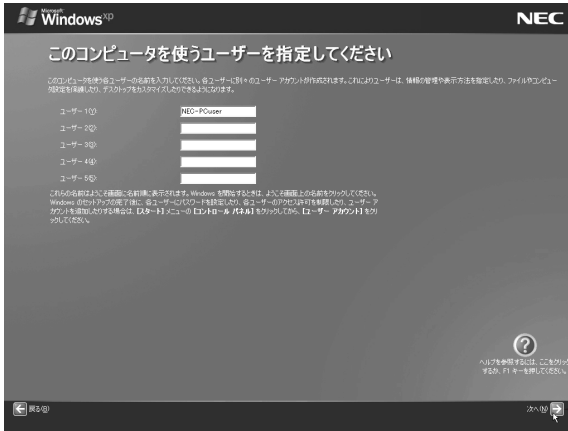 Microsoft
Windows xp
NEC
このコンピュータを使うユーザーを指定してください
このコンピュータを使う各ユーザーの名前を入力してください。各ユーザーに別々のユーザー アカウントが作成されます。これによりユーザーは、情報の管理や表示方法を指定したり、ファイルやコンピュー
タ設定を保護したり、デスクトップをカスタマイズしたりできるようになります。
ユーザー 1(Y):
NEC-PCuser
ユーザー 2(2):
ユーザー 3(3):
ユーザー 4(4):
ユーザー 5(5):
これらの名前はようこそ画面に名前順に表示されます。Windows を開始するときは、ようこそ画面上の名前をクリックしてください。
Windows のセットアップの完了後に、各ユーザーにパスワードを設定したり、各ユーザーのアクセス許可を制限したり、ユーザー ア
カウントを追加したりする場合は、[スタート] メニューの [コントロール パネル] をクリックしてから、[ユーザー アカウント] をクリ
ックしてください。
ヘルプを参照するには、ここをクリック
するか、F1 キーを押してください。
戻る(B)
次へ(N)